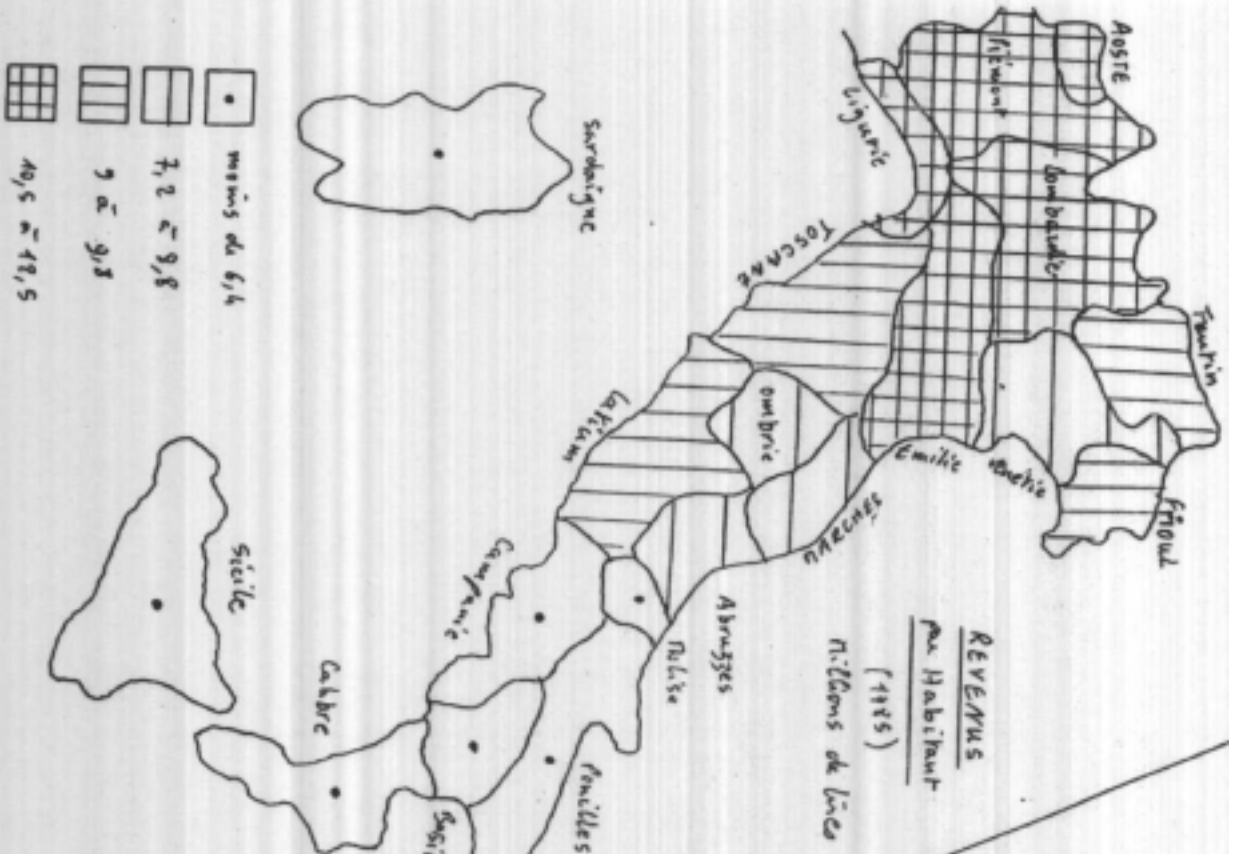 REVENUS
par Habitant
(1985)
Millions de lires
AOSTE
Piémont
Lombardie
Trentin
Frioul
Vénétie
Ligurie
Emilie
TOSCANE
Ombrie
MARCHES
Latium
Abruzzes
Molise
Campanie
Pouilles
Basi
Calabre
Sicile
Sardaigne
moins de 6,4
7,2 à 9,8
9 à 9,8
10,5 à 12,5